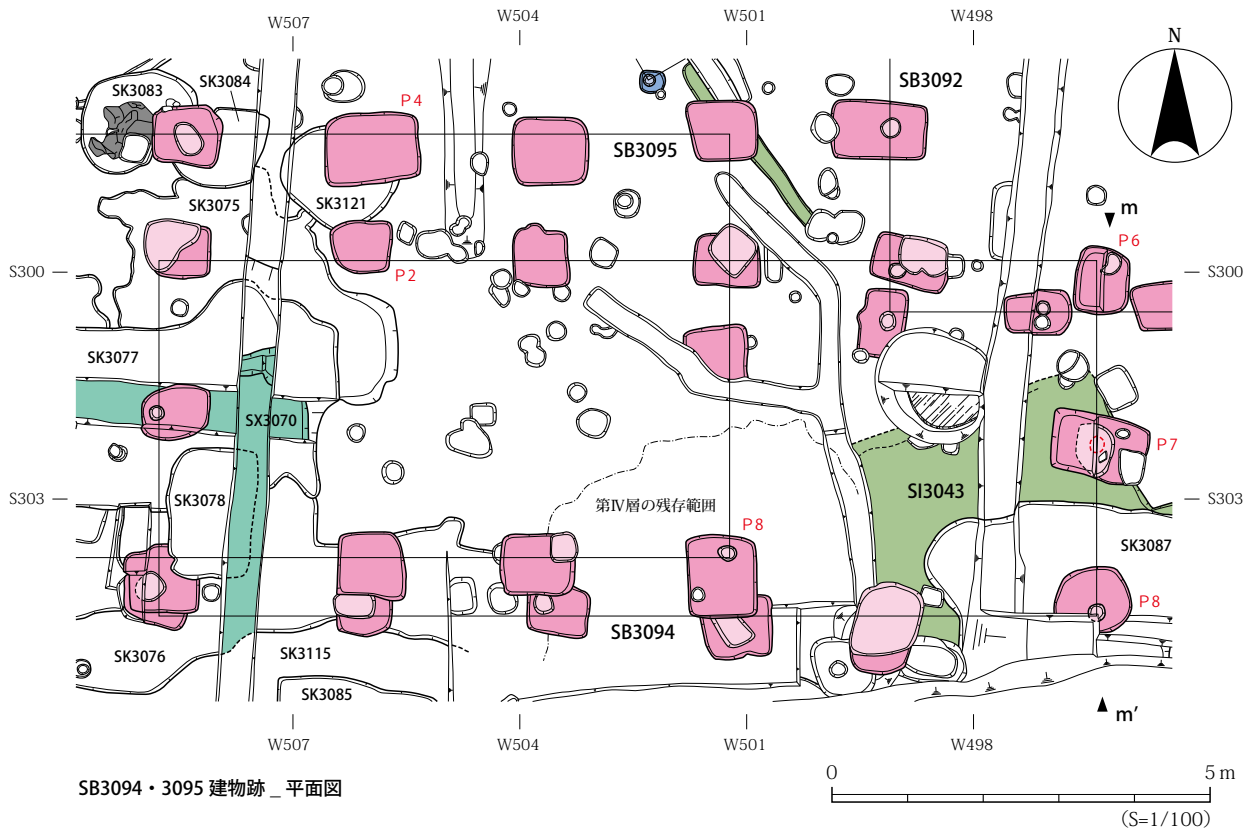 W507
W504
W501
W498
N
SK3083
SK3084
P4
SB3092
SB3095
SK3075
SK3121
m
P6
S300
P2
S300
SK3077
SX3070
P7
SK3078
SI3043
S303
第Ⅳ層の残存範囲
S303
P8
SK3087
P8
SB3094
SK3076
SK3115
SK3085
m’
W507
W504
W501
W498
SB3094・3095 建物跡 _ 平面図
0
5 m
(S=1/100)